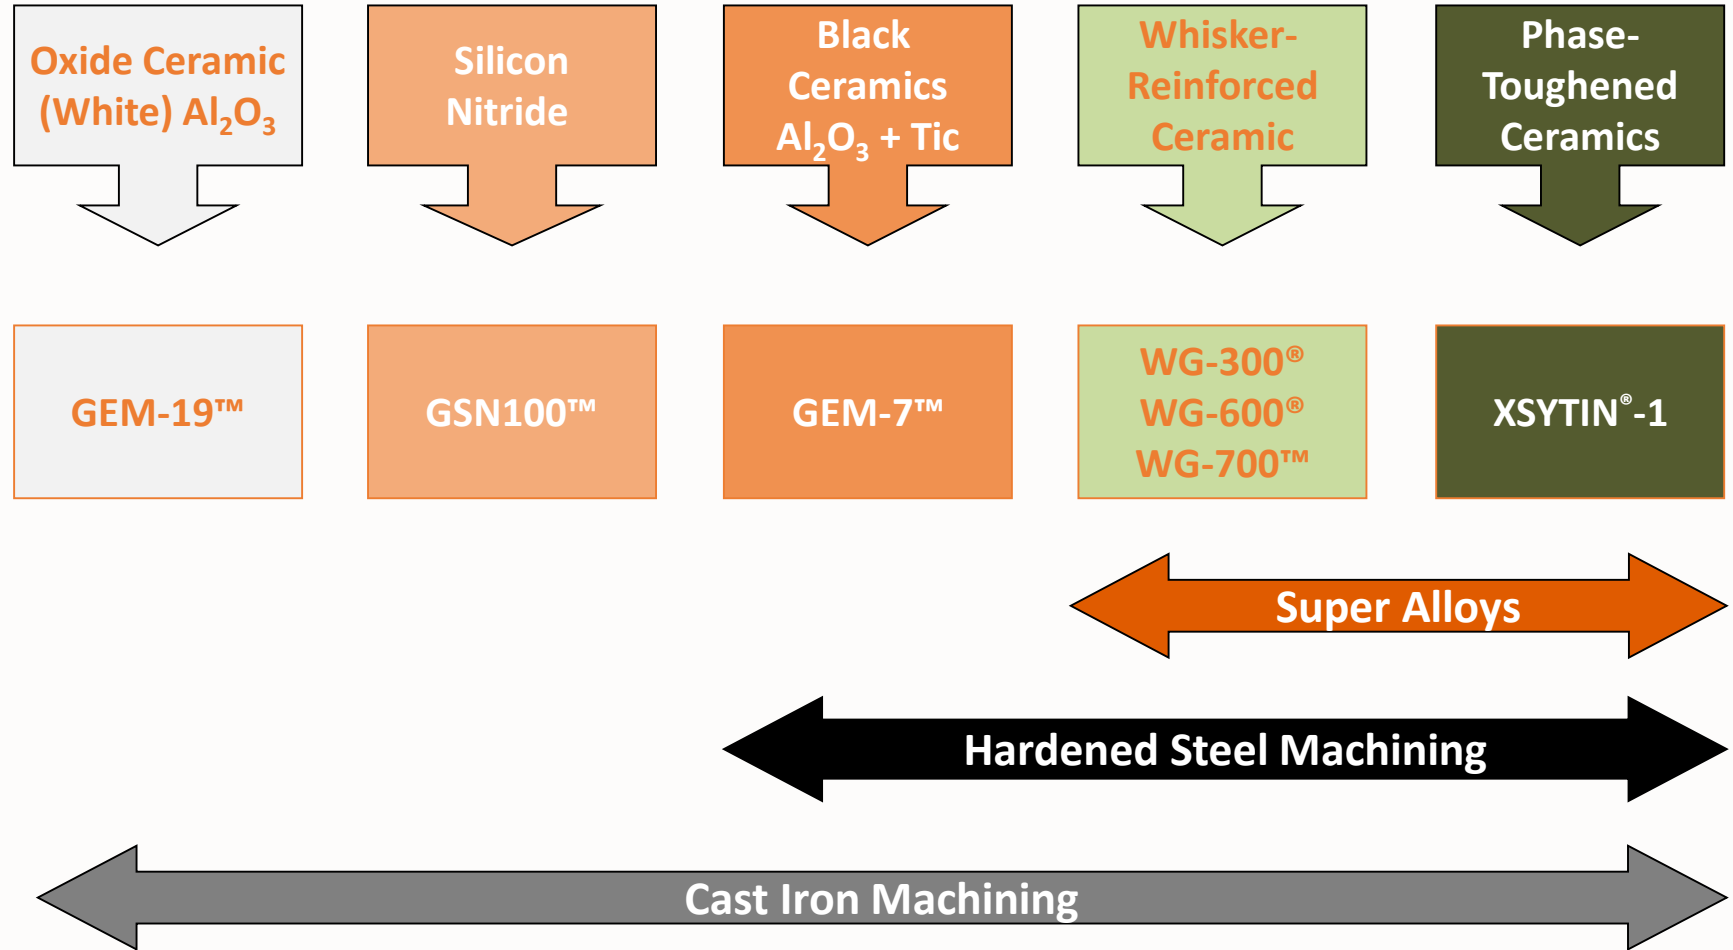 Oxide Ceramic
(White) Al₂O₃
Silicon
Nitride
Black
Ceramics
Al₂O₃ + Tic
Whisker-
Reinforced
Ceramic
Phase-
Toughened
Ceramics
GEM-19™
GSN100™
GEM-7™
WG-300®
WG-600®
WG-700™
XSYTIN®-1
Super Alloys
Hardened Steel Machining
Cast Iron Machining